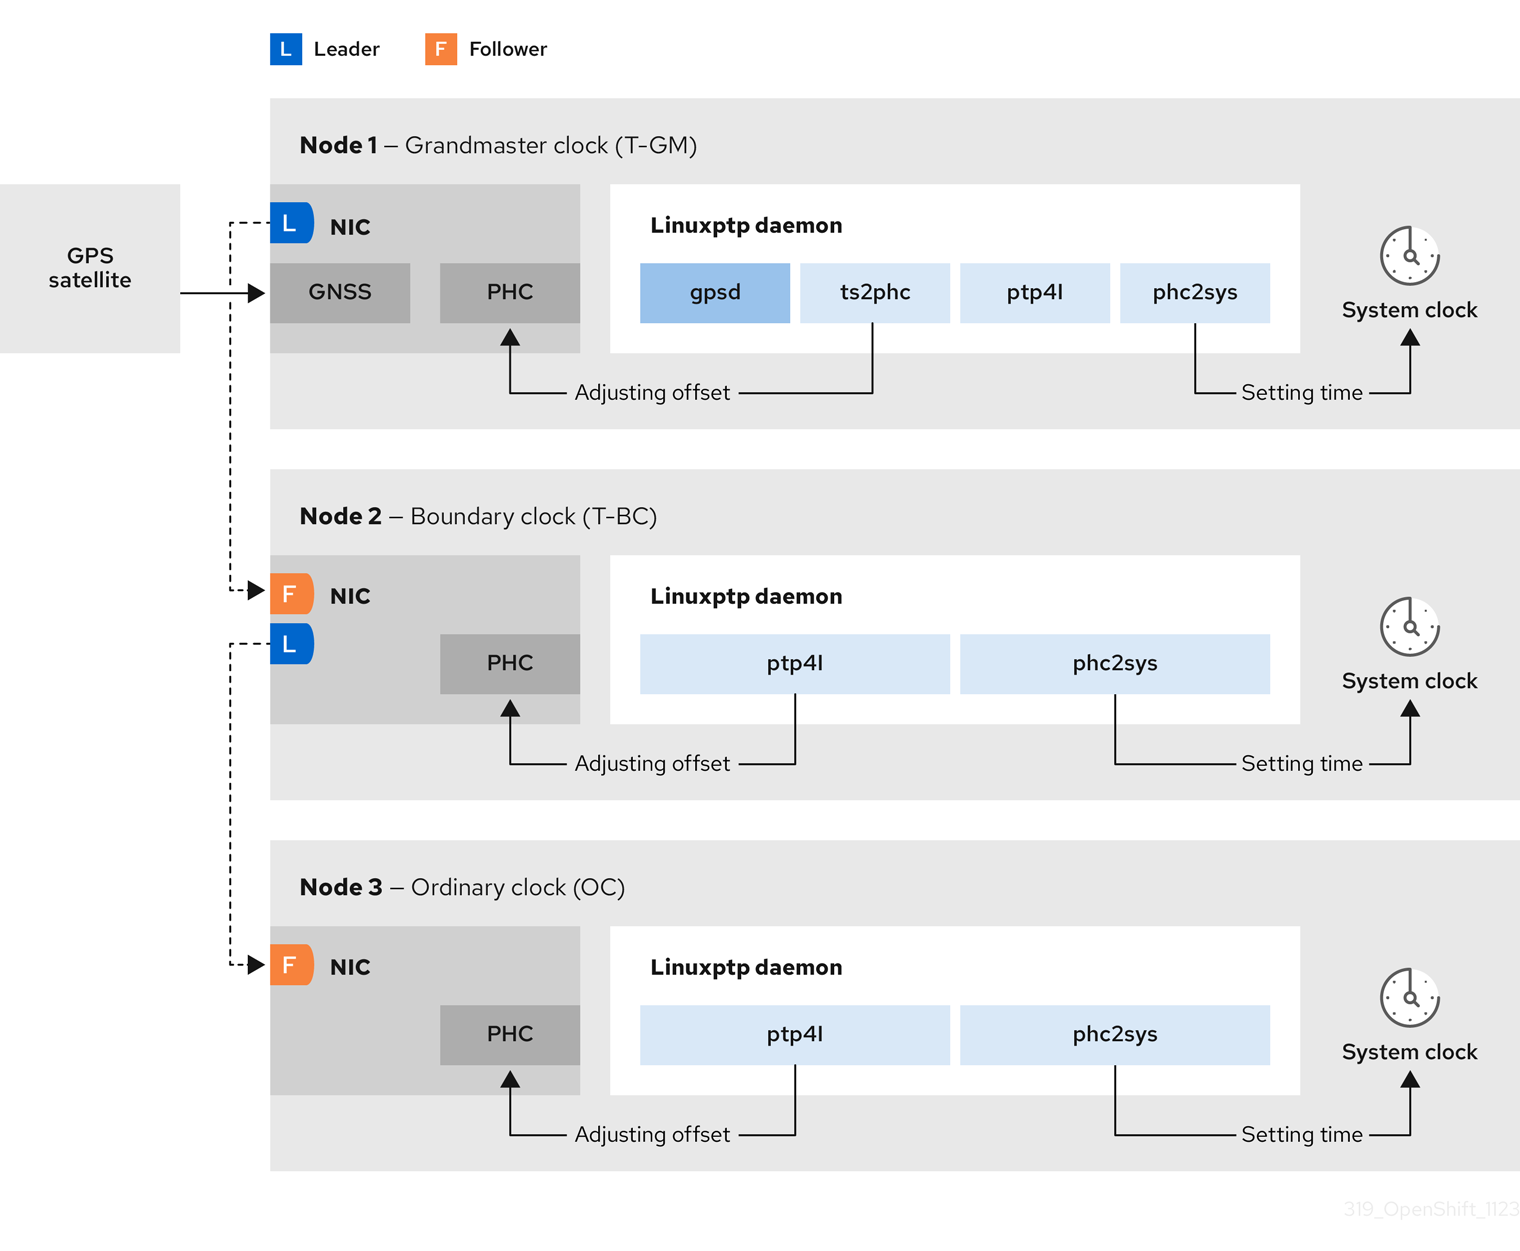 L Leader F Follower
Node 1 – Grandmaster clock (T-GM)
GPS
satellite
L NIC
GNSS PHC
Linuxptp daemon
gpsd ts2phc ptp4l phc2sys
System clock
Adjusting offset
Setting time
Node 2 – Boundary clock (T-BC)
F NIC
L
PHC
Linuxptp daemon
ptp4l phc2sys
System clock
Adjusting offset
Setting time
Node 3 – Ordinary clock (OC)
F NIC
PHC
Linuxptp daemon
ptp4l phc2sys
System clock
Adjusting offset
Setting time
319_OpenShift_1123